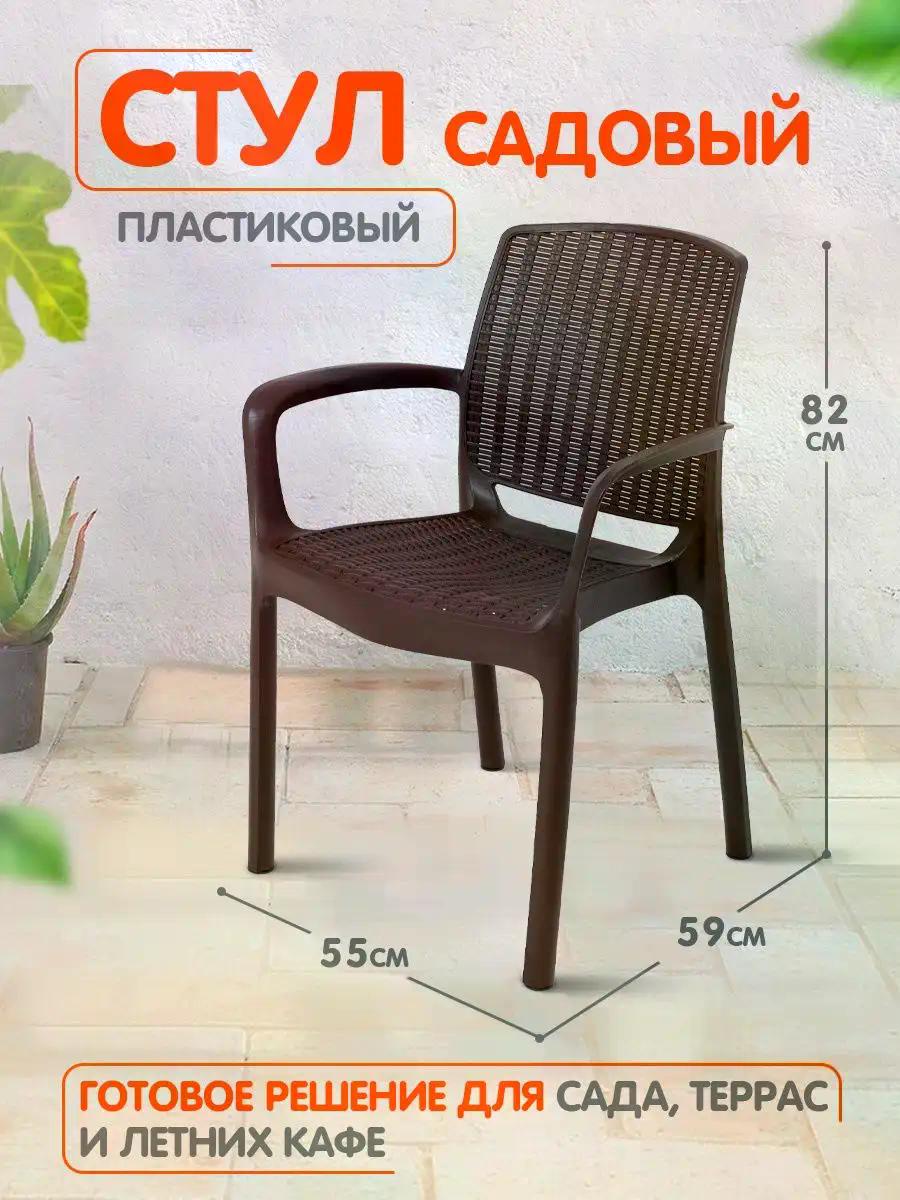 СТУЛ САДОВЫЙ
ПЛАСТИКОВЫЙ
82
СМ
59СМ
55СМ
ГОТОВОЕ РЕШЕНИЕ ДЛЯ САДА, ТЕРРАС
И ЛЕТНИХ КАФЕ